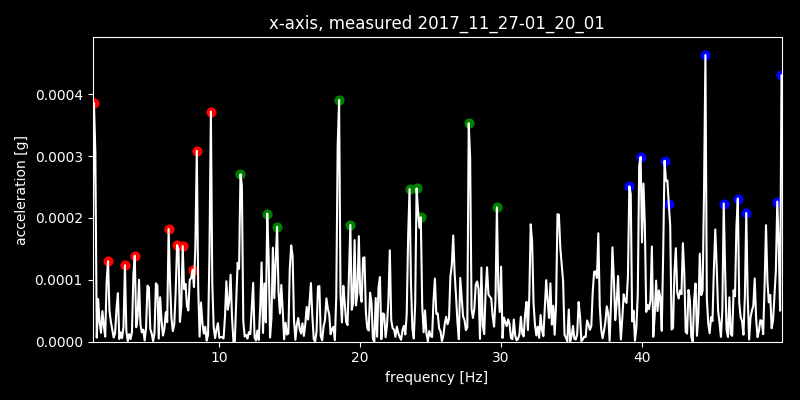 x-axis, measured 2017_11_27-01_20_01
0.0004
0.0003
0.0002
0.0001
0.0000
acceleration [g]
10 20 30 40
frequency [Hz]